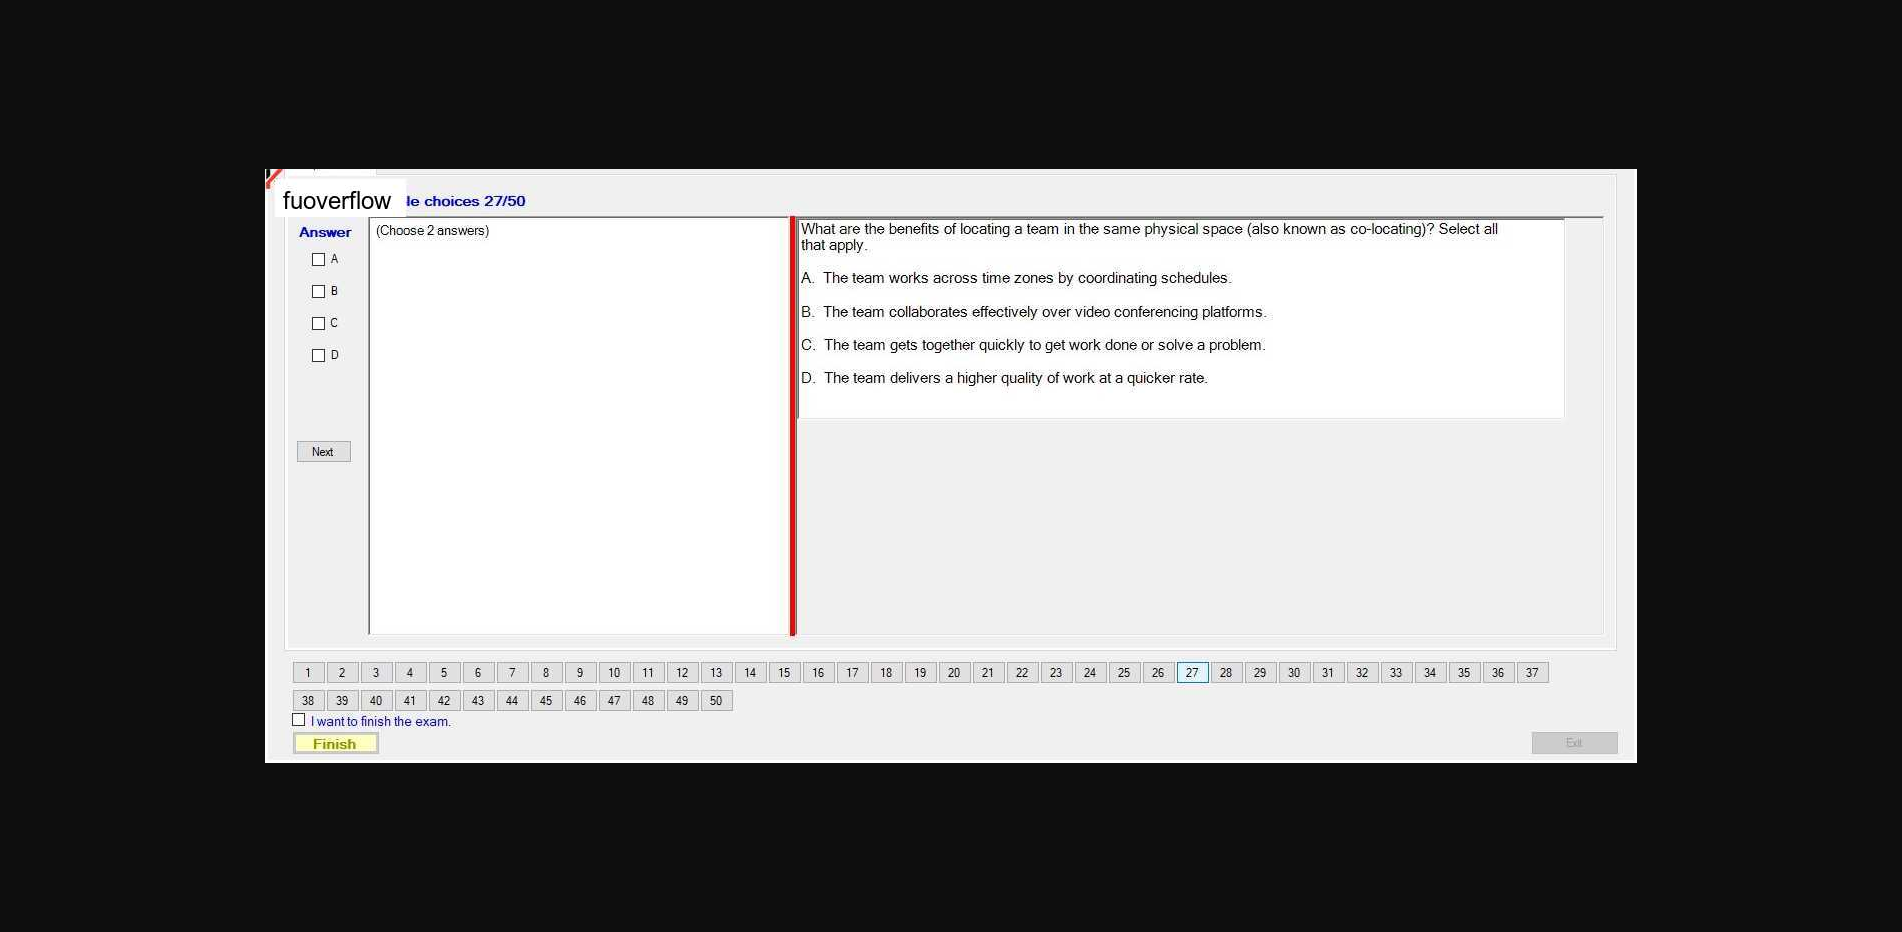 fuoverflow
le choices 27/50
Answer
(Choose 2 answers)
A
B
C
D
Next
What are the benefits of locating a team in the same physical space (also known as co-locating)? Select all
that apply.
A. The team works across time zones by coordinating schedules.
B. The team collaborates effectively over video conferencing platforms.
C. The team gets together quickly to get work done or solve a problem.
D. The team delivers a higher quality of work at a quicker rate.
1 2 3 4 5 6 7 8 9 10 11 12 13 14 15 16 17 18 19 20 21 22 23 24 25 26 27 28 29 30 31 32 33 34 35 36 37
38 39 40 41 42 43 44 45 46 47 48 49 50
I want to finish the exam.
Finish
Exit